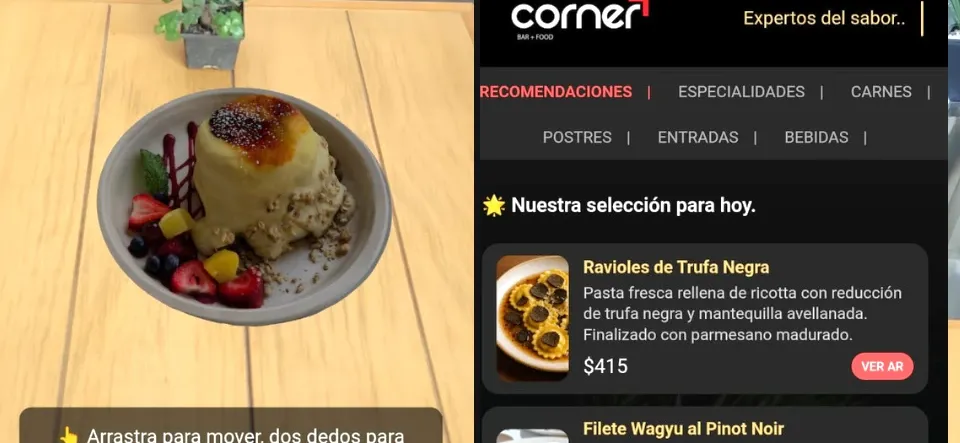 corner
BAR + FOOD
Expertos del sabor..
RECOMENDACIONES | ESPECIALIDADES | CARNES |
POSTRES | ENTRADAS | BEBIDAS |
🌟 Nuestra selección para hoy.
Ravioles de Trufa Negra
Pasta fresca rellena de ricotta con reducción
de trufa negra y mantequilla avellanada.
Finalizado con parmesano madurado.
$415
VER AR
Filete Wagyu al Pinot Noir
👆 Arrastra para mover, dos dedos para